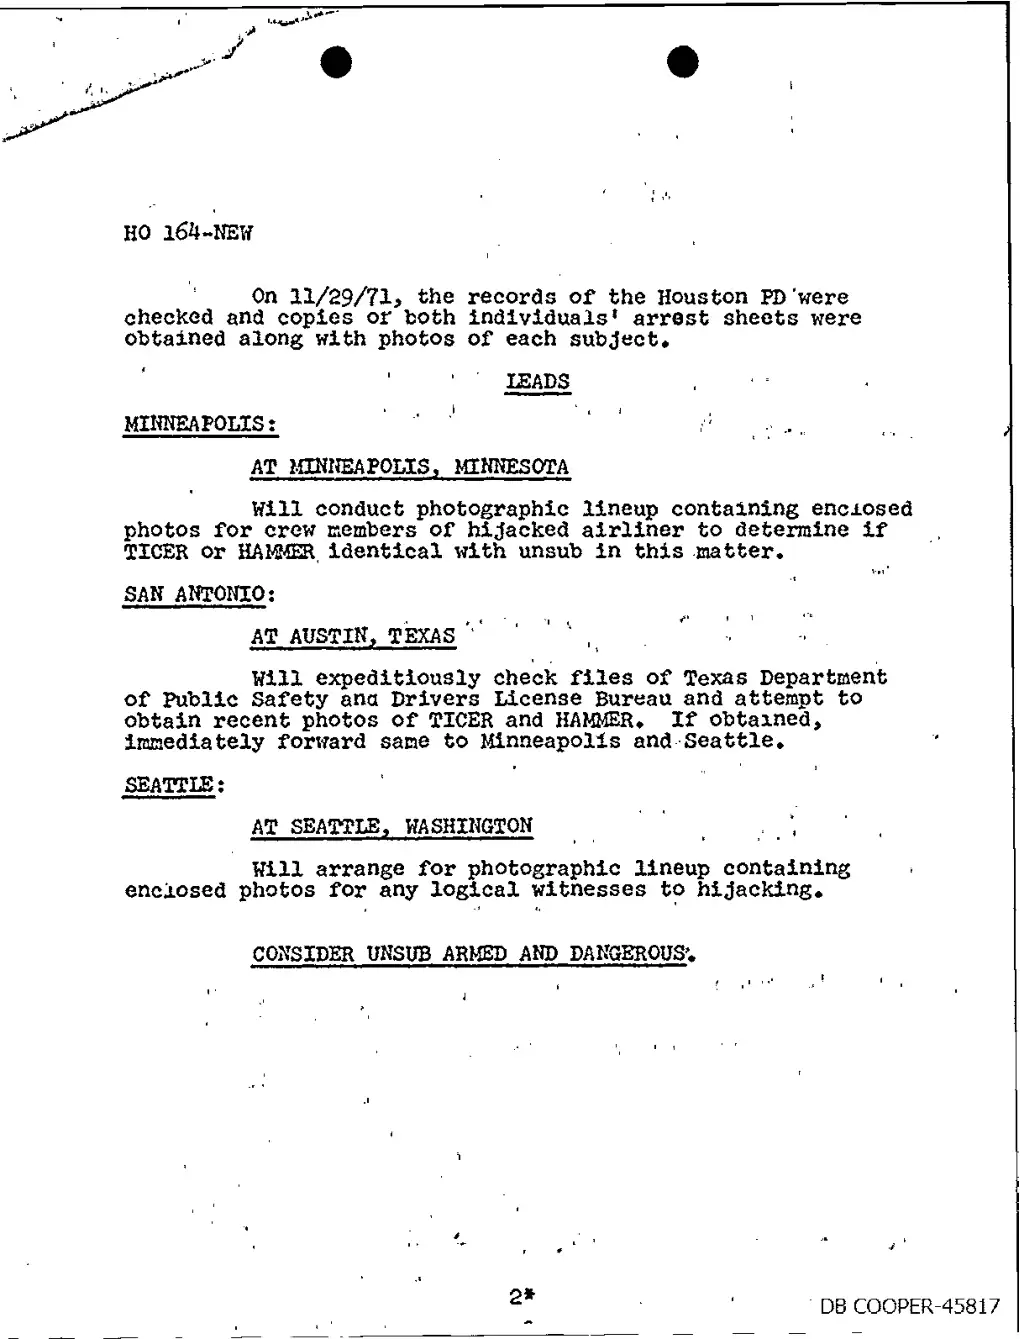 HO 164-NEW
On 11/29/71, the records of the Houston PD were
checked and copies of both individuals' arrest sheets were
obtained along with photos of each subject.
LEADS
MINNEAPOLIS:
AT MINNEAPOLIS, MINNESOTA
Will conduct photographic lineup containing enclosed
photos for crew members of hijacked airliner to determine if
TICER or HAMMER identical with unsub in this matter.
SAN ANTONIO:
AT AUSTIN, TEXAS
Will expeditiously check files of Texas Department
of Public Safety and Drivers License Bureau and attempt to
obtain recent photos of TICER and HAMMER. If obtained,
immediately forward same to Minneapolis and Seattle.
SEATTLE:
AT SEATTLE, WASHINGTON
Will arrange for photographic lineup containing
enclosed photos for any logical witnesses to hijacking.
CONSIDER UNSUB ARMED AND DANGEROUS.
2*
DB COOPER-45817